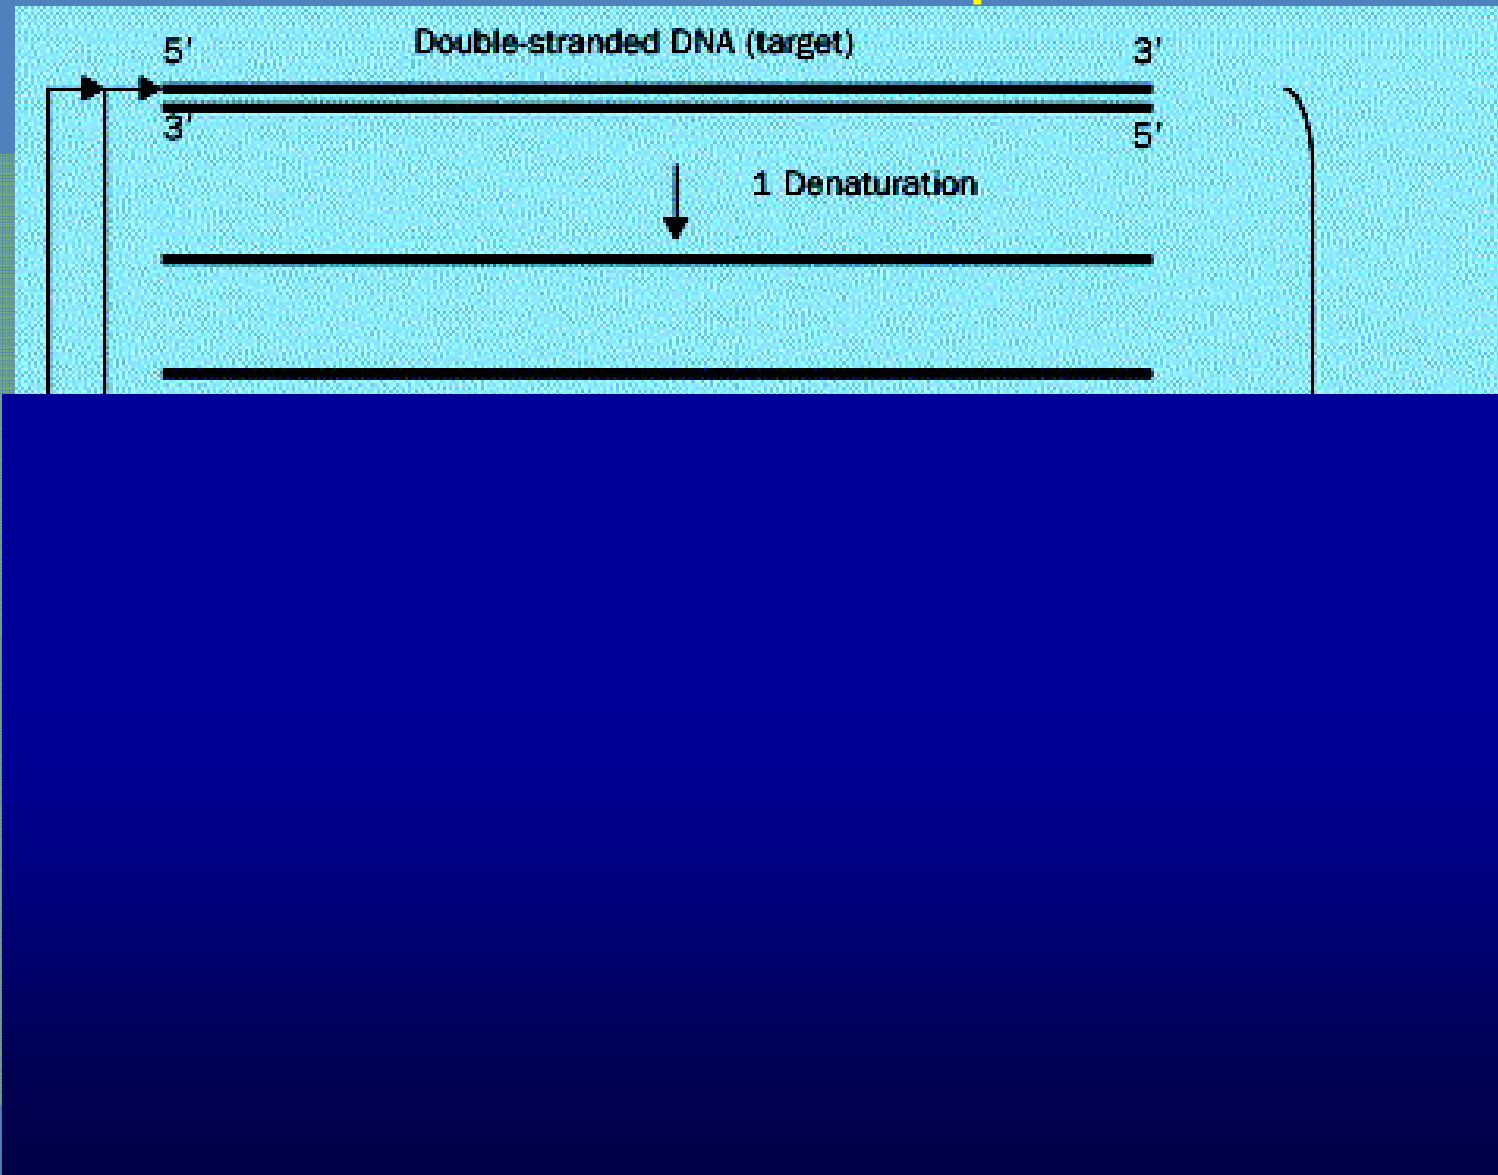 Double-stranded DNA (target)
5' 3'
3' 5'
1 Denaturation